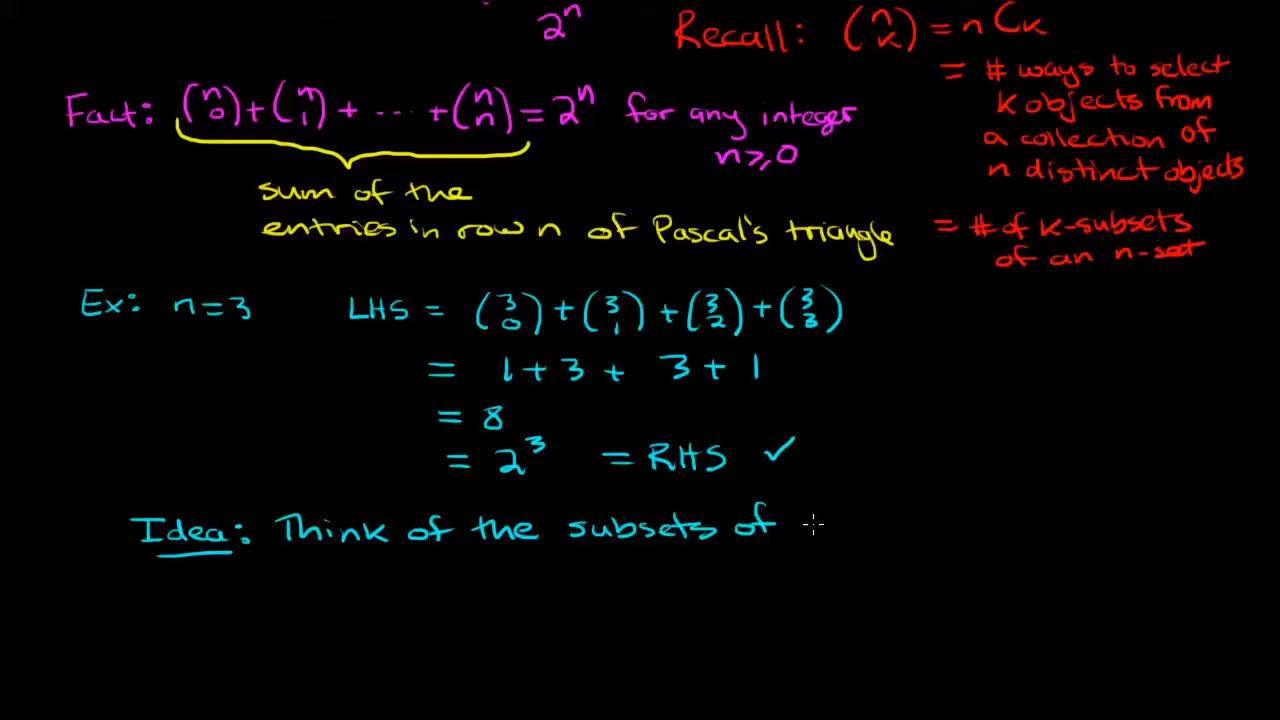 2ⁿ
Recall: (n k) = n Cₖ
= # ways to select
k objects from
a collection of
n distinct objects
= # of k-subsets
of an n-set
Fact: (n 0) + (n 1) + ... + (n n) = 2ⁿ for any integer
n ≥ 0
sum of the
entries in row n of Pascal's triangle
Ex: n = 3 LHS = (3 0) + (3 1) + (3 2) + (3 3)
= 1 + 3 + 3 + 1
= 8
= 2³ = RHS ✓
Idea: Think of the subsets of